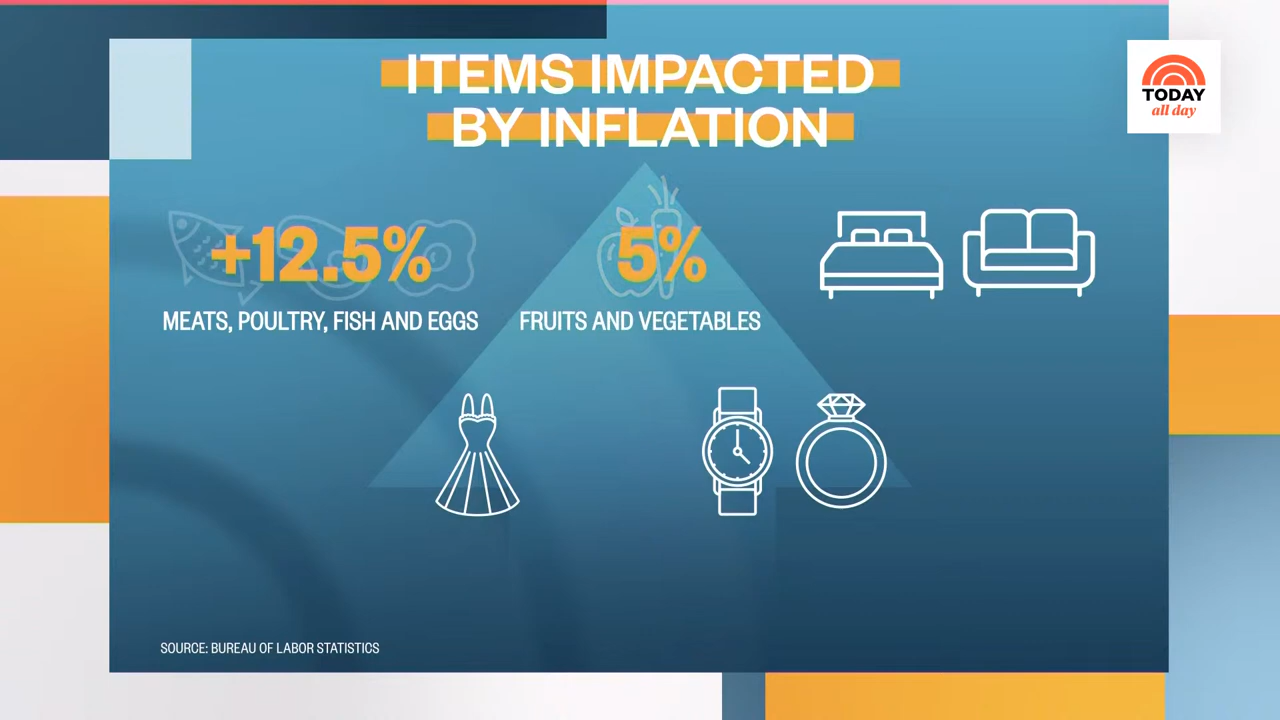 ITEMS IMPACTED
BY INFLATION
TODAY
all day
+12.5%
5%
MEATS, POULTRY, FISH AND EGGS
FRUITS AND VEGETABLES
SOURCE: BUREAU OF LABOR STATISTICS